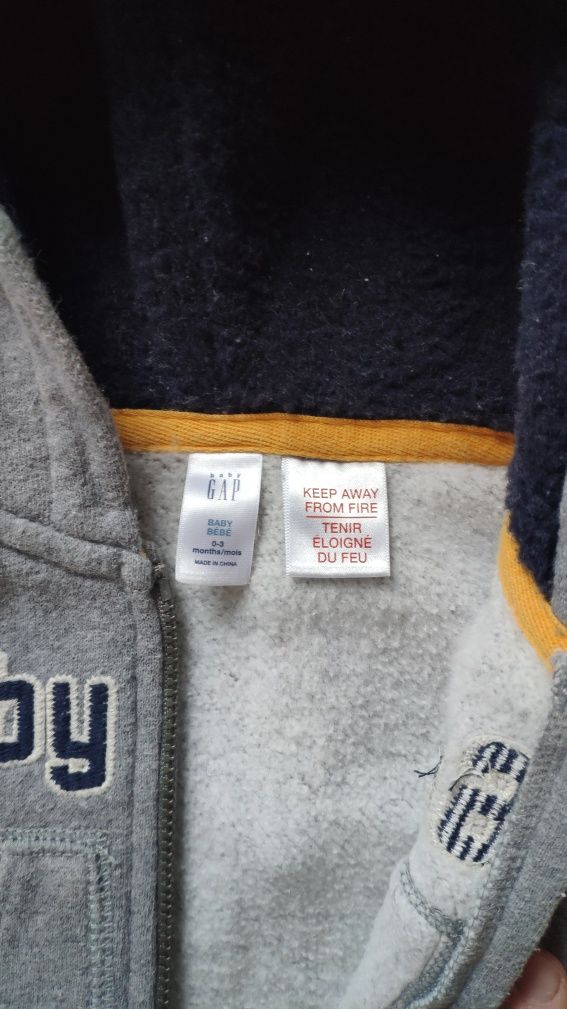 baby
GAP
BABY
BÉBÉ
0-3
months/mois
MADE IN CHINA
KEEP AWAY
FROM FIRE
TENIR
ÉLOIGNÉ
DU FEU
by